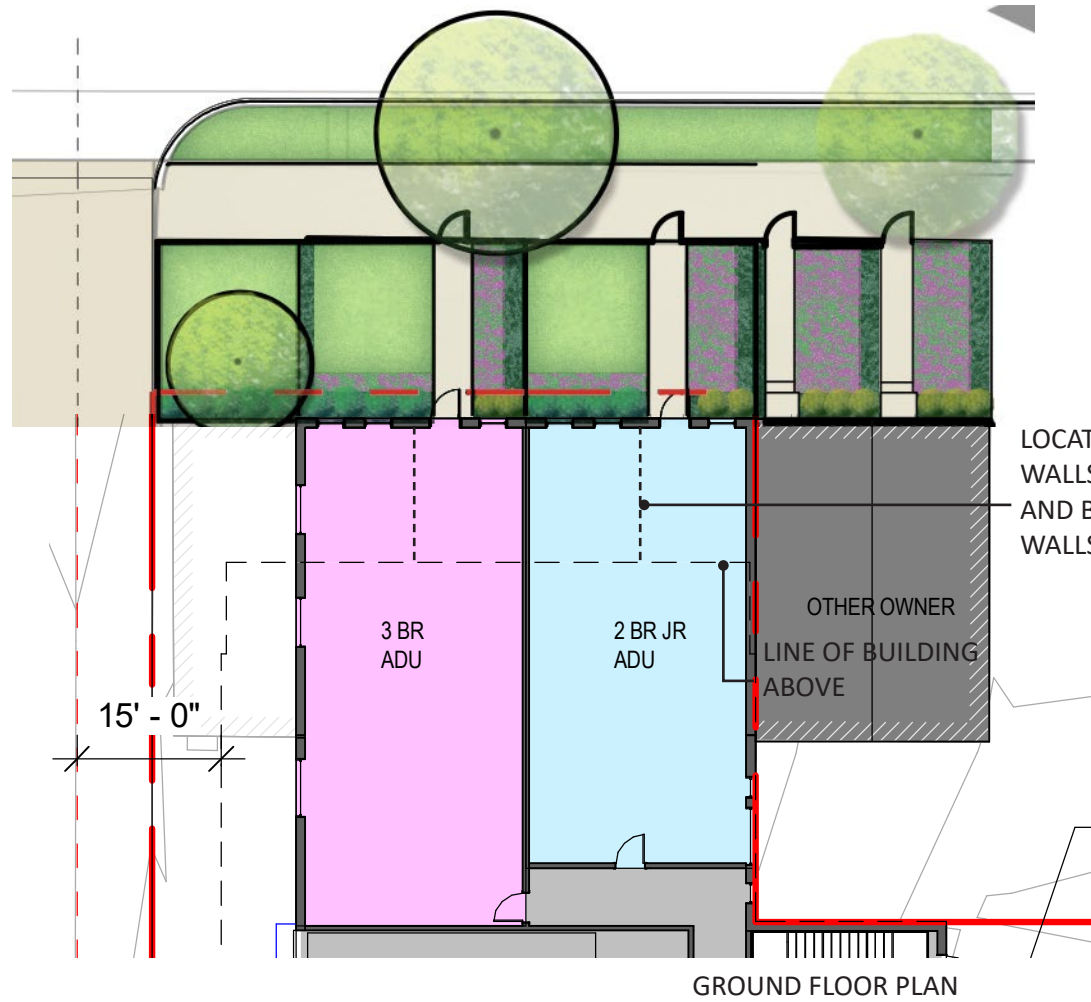 LOCAT
WALLS
AND B
WALLS
OTHER OWNER
3 BR
ADU
2 BR JR
ADU
LINE OF BUILDING
ABOVE
15' - 0"
GROUND FLOOR PLAN